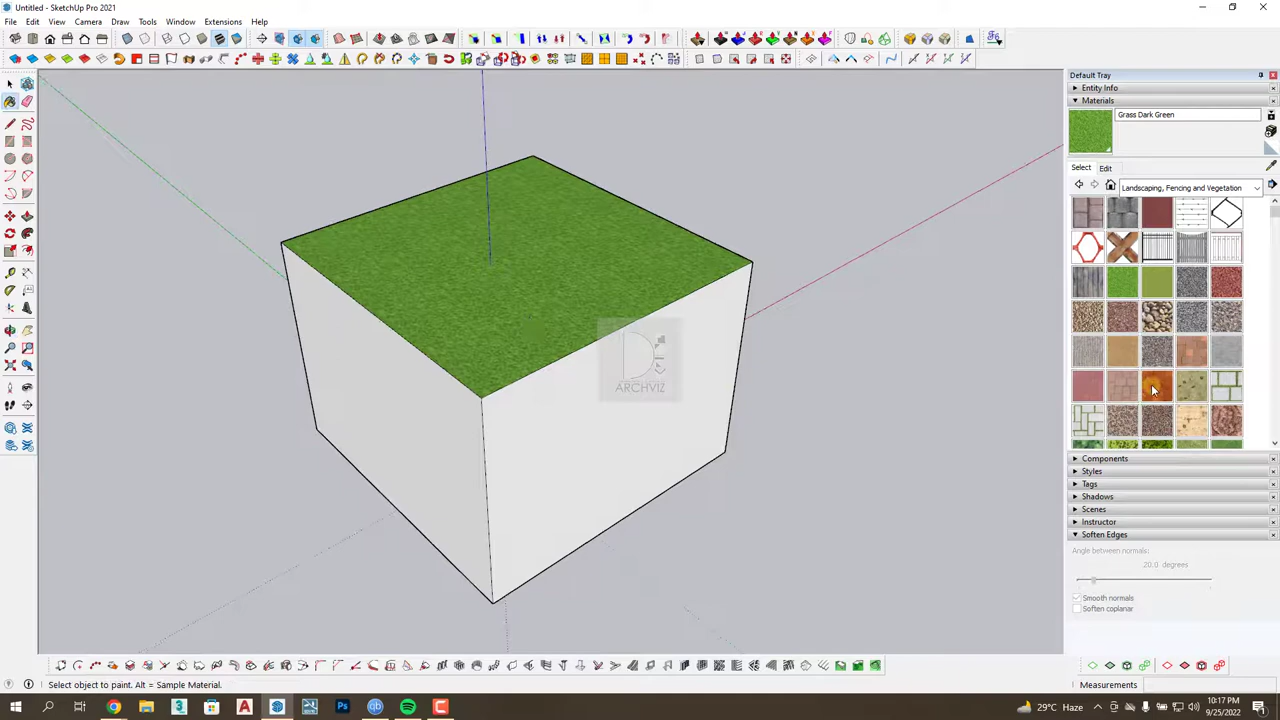 Untitled - SketchUp Pro 2021
File Edit View Camera Draw Tools Window Extensions Help
Default Tray
Entity Info
Materials
Grass Dark Green
Select Edit
Landscaping, Fencing and Vegetation
ARCHVIZ
Components
Styles
Tags
Shadows
Scenes
Instructor
Soften Edges
Angle between normals:
20.0 degrees
Smooth normals
Soften coplanar
Select object to paint. Alt = Sample Material.
Measurements
29°C Haze
10:17 PM
9/25/2022